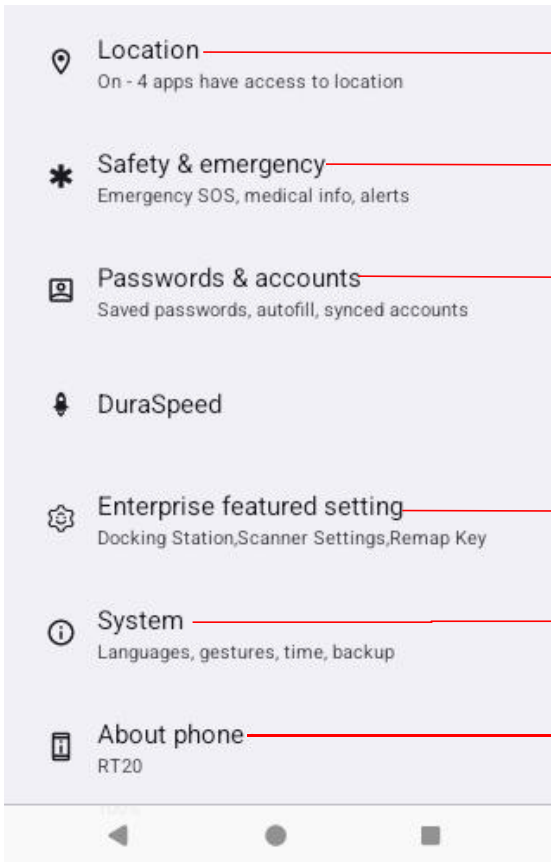 Location
On - 4 apps have access to location
Safety & emergency
Emergency SOS, medical info, alerts
Passwords & accounts
Saved passwords, autofill, synced accounts
DuraSpeed
Enterprise featured setting
Docking Station,Scanner Settings,Remap Key
System
Languages, gestures, time, backup
About phone
RT20
100%